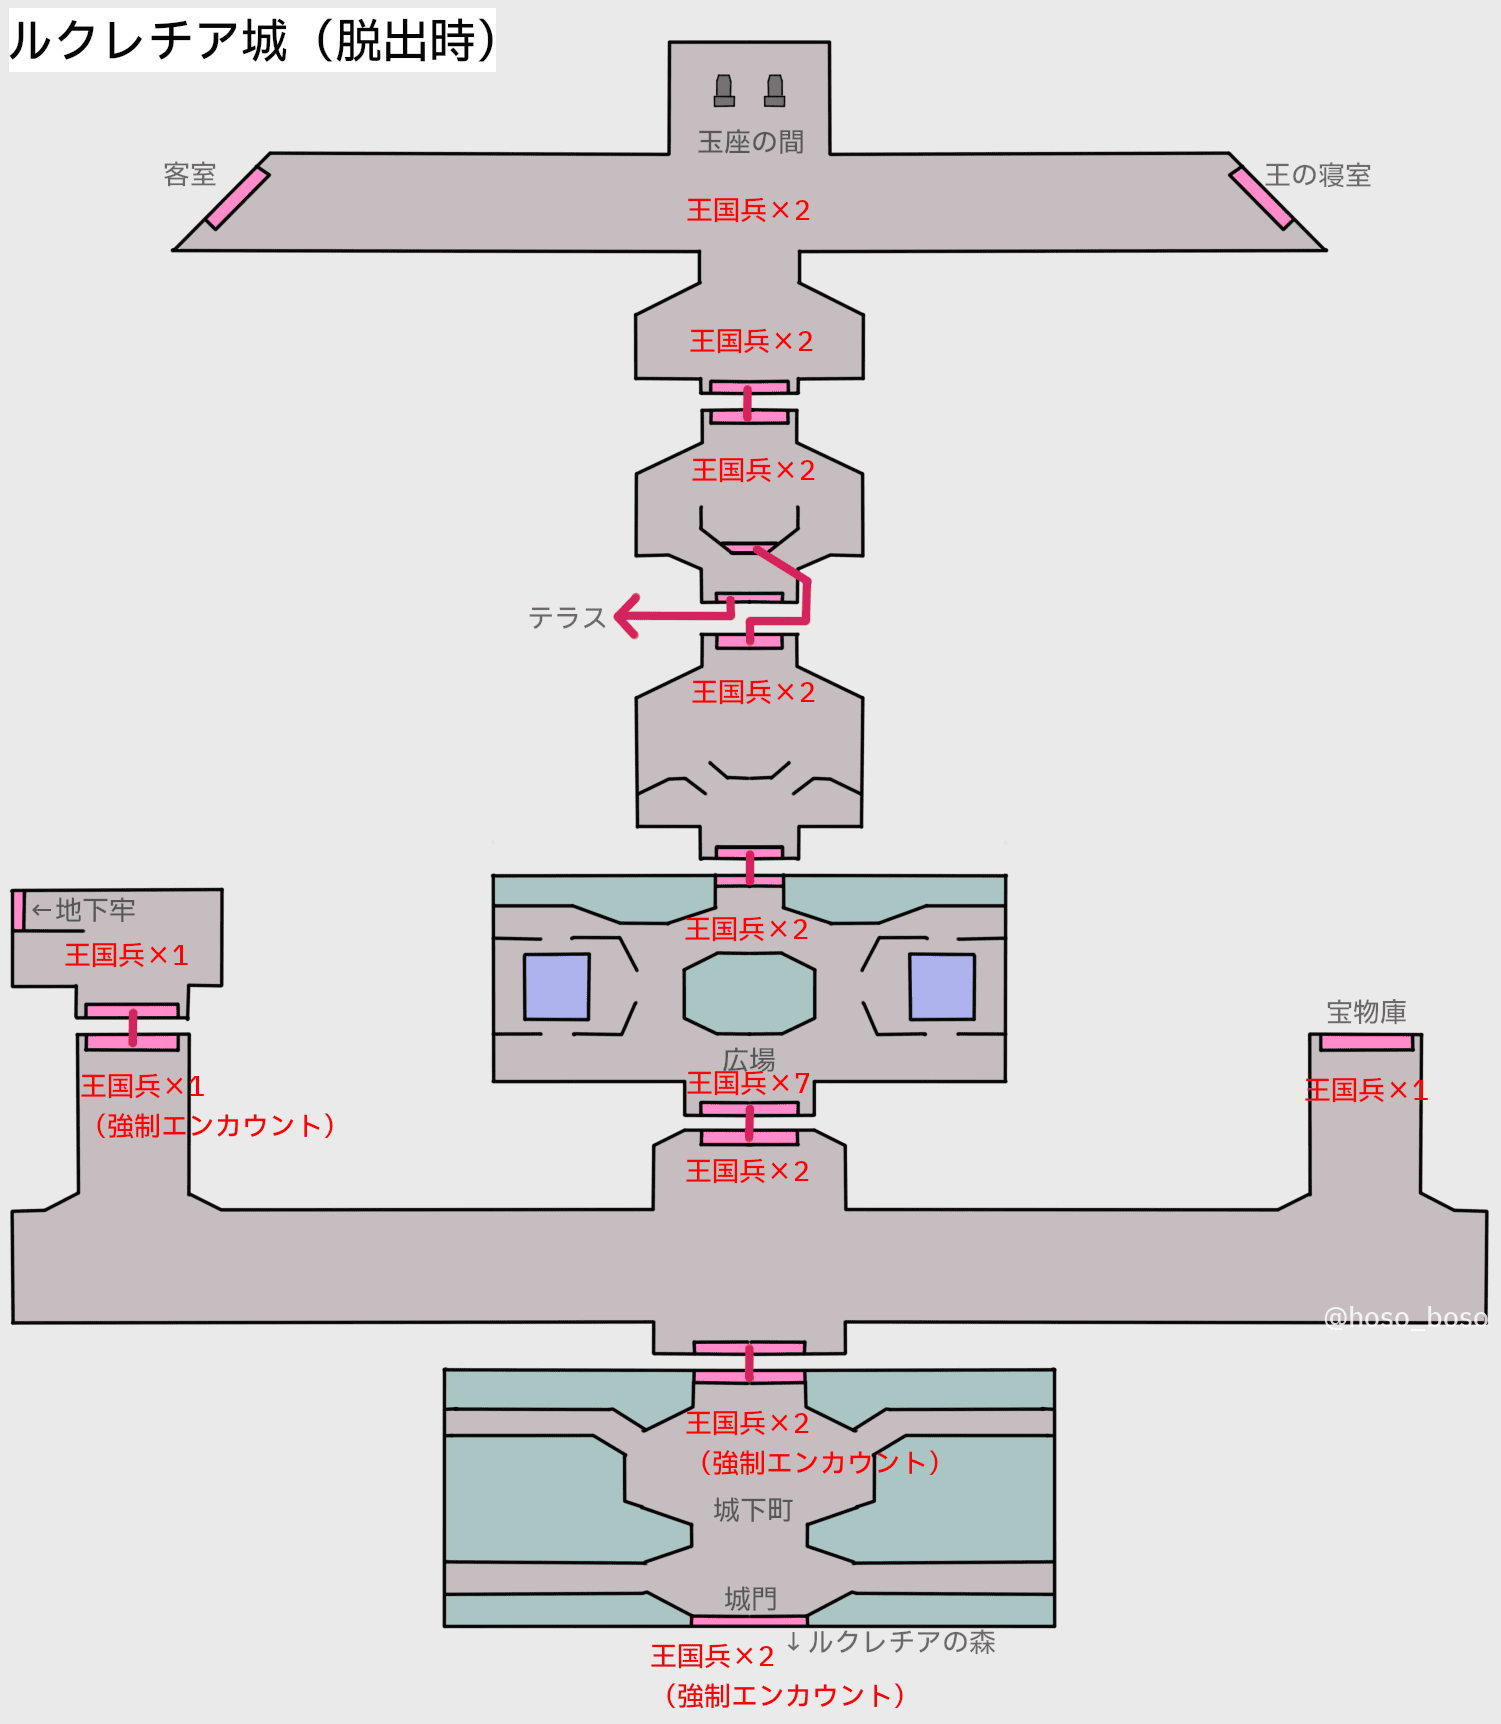 ルクレチア城（脱出時）
玉座の間
客室
王の寝室
王国兵×2
王国兵×2
王国兵×2
テラス
王国兵×2
←地下牢
王国兵×2
王国兵×1
宝物庫
広場
王国兵×7
王国兵×1
（強制エンカウント）
王国兵×1
王国兵×2
@hoso_boso
王国兵×2
（強制エンカウント）
城下町
城門
↓ルクレチアの森
王国兵×2
（強制エンカウント）